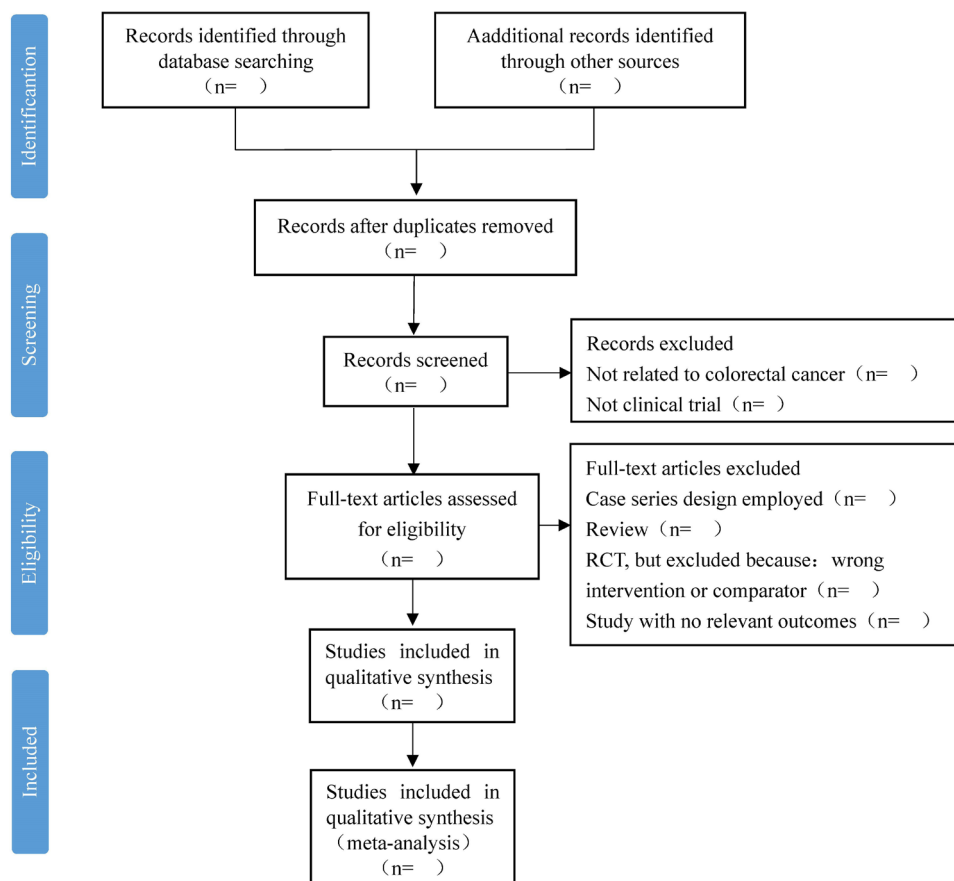 Identificantion
Records identified through
database searching
（n=　）
Aadditional records identified
through other sources
（n=　）
Records after duplicates removed
（n=　）
Screening
Records screened
（n=　）
Records excluded
Not related to colorectal cancer（n=　）
Not clinical trial（n= ）
Eligibility
Full-text articles assessed
for eligibility
（n=　）
Full-text articles excluded
Case series design employed（n=　）
Review（n=　）
RCT, but excluded because：wrong
intervention or comparator（n=　）
Study with no relevant outcomes（n=　）
Studies included in
qualitative synthesis
（n=　）
Included
Studies included in
qualitative synthesis
（meta-analysis）
（n=　）